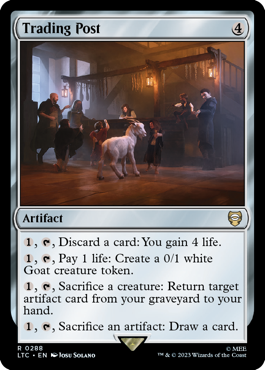 Trading Post 4
Artifact
1, T, Discard a card: You gain 4 life.
1, T, Pay 1 life: Create a 0/1 white
Goat creature token.
1, T, Sacrifice a creature: Return target
artifact card from your graveyard to your
hand.
1, T, Sacrifice an artifact: Draw a card.
R 0288
LTC • EN Josu Solano
© MEE
™ & © 2023 Wizards of the Coast